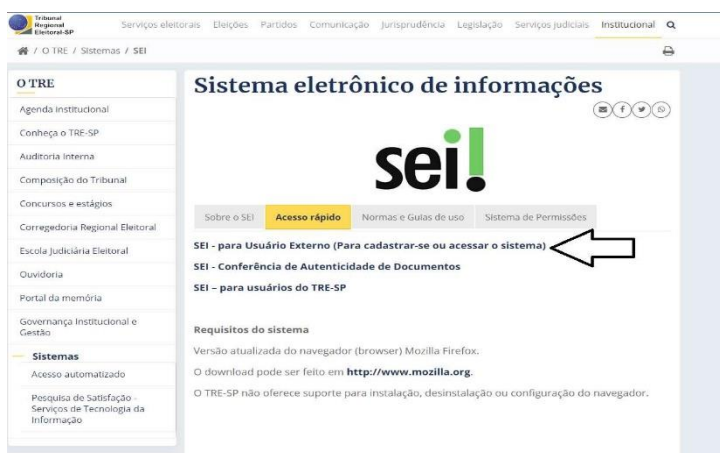 Tribunal
Regional
Eleitoral-SP
Serviços eleitorais Eleições Partidos Comunicação Jurisprudência Legislação Serviços judiciais Institucional
/ O TRE / Sistemas / SEI
O TRE
Agenda institucional
Conheça o TRE-SP
Auditoria Interna
Composição do Tribunal
Concursos e estágios
Corregedoria Regional Eleitoral
Escola Judiciária Eleitoral
Ouvidoria
Portal da memória
Governança Institucional e
Gestão
Sistemas
Acesso automatizado
Pesquisa de Satisfação -
Serviços de Tecnologia da
Informação
Sistema eletrônico de informações
sei!
Sobre o SEI Acesso rápido Normas e Guias de uso Sistema de Permissões
SEI - para Usuário Externo (Para cadastrar-se ou acessar o sistema)
SEI - Conferência de Autenticidade de Documentos
SEI – para usuários do TRE-SP
Requisitos do sistema
Versão atualizada do navegador (browser) Mozilla Firefox.
O download pode ser feito em http://www.mozilla.org.
O TRE-SP não oferece suporte para instalação, desinstalação ou configuração do navegador.